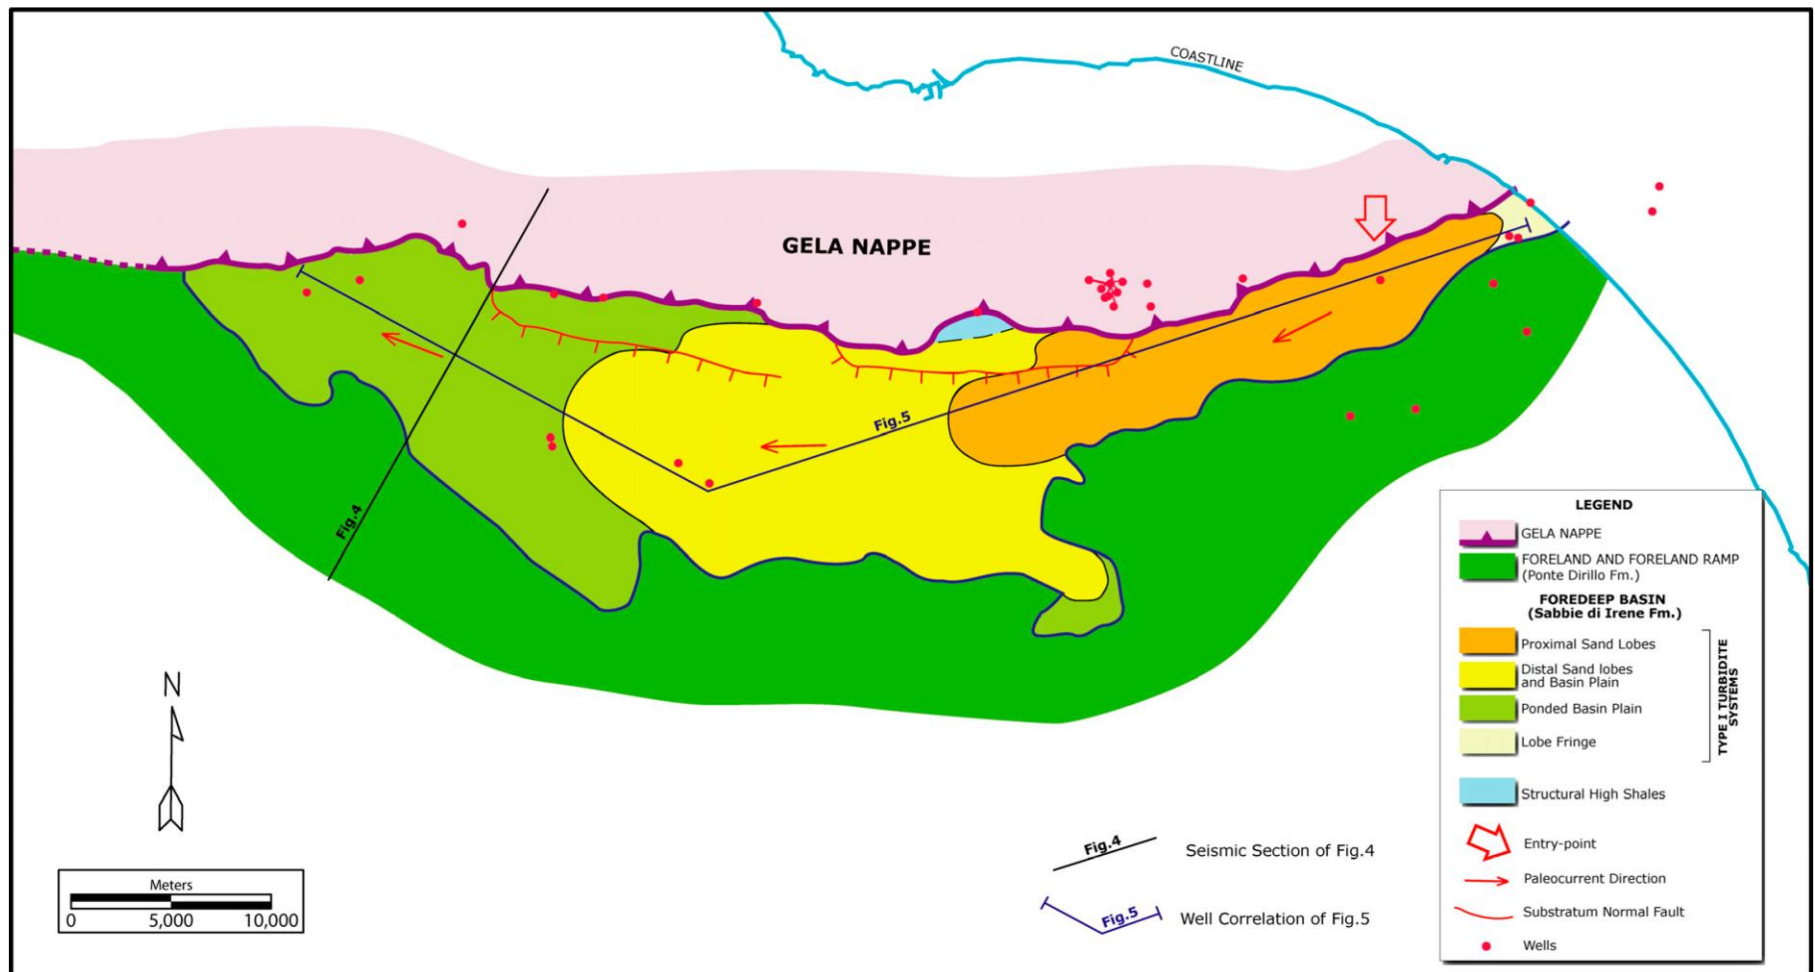 COASTLINE
GELA NAPPE
Fig.5
Fig.4
N
Meters
0 5,000 10,000
Fig.4 Seismic Section of Fig.4
Fig.5 Well Correlation of Fig.5
LEGEND
GELA NAPPE
FORELAND AND FORELAND RAMP
(Ponte Dirillo Fm.)
FOREDEEP BASIN
(Sabbie di Irene Fm.)
Proximal Sand Lobes
Distal Sand lobes
and Basin Plain
Ponded Basin Plain
Lobe Fringe
TYPE I TURBIDITE
SYSTEMS
Structural High Shales
Entry-point
Paleocurrent Direction
Substratum Normal Fault
Wells